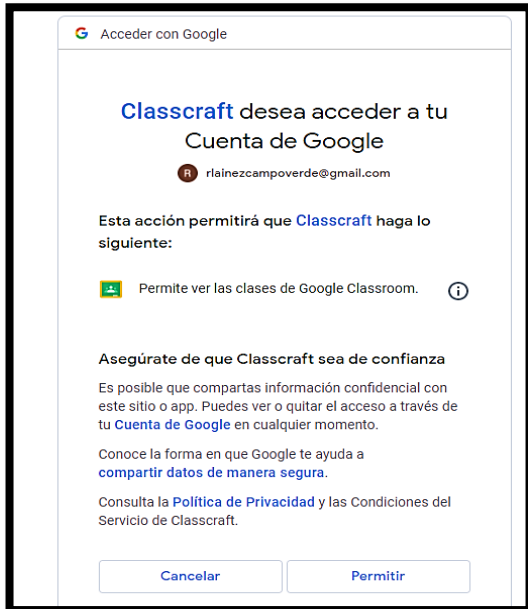 Acceder con Google
Classcraft desea acceder a tu
Cuenta de Google
R rlainezcampoverde@gmail.com
Esta acción permitirá que Classcraft haga lo
siguiente:
Permite ver las clases de Google Classroom.
Asegúrate de que Classcraft sea de confianza
Es posible que compartas información confidencial con
este sitio o app. Puedes ver o quitar el acceso a través de
tu Cuenta de Google en cualquier momento.
Conoce la forma en que Google te ayuda a
compartir datos de manera segura.
Consulta la Política de Privacidad y las Condiciones del
Servicio de Classcraft.
Cancelar Permitir